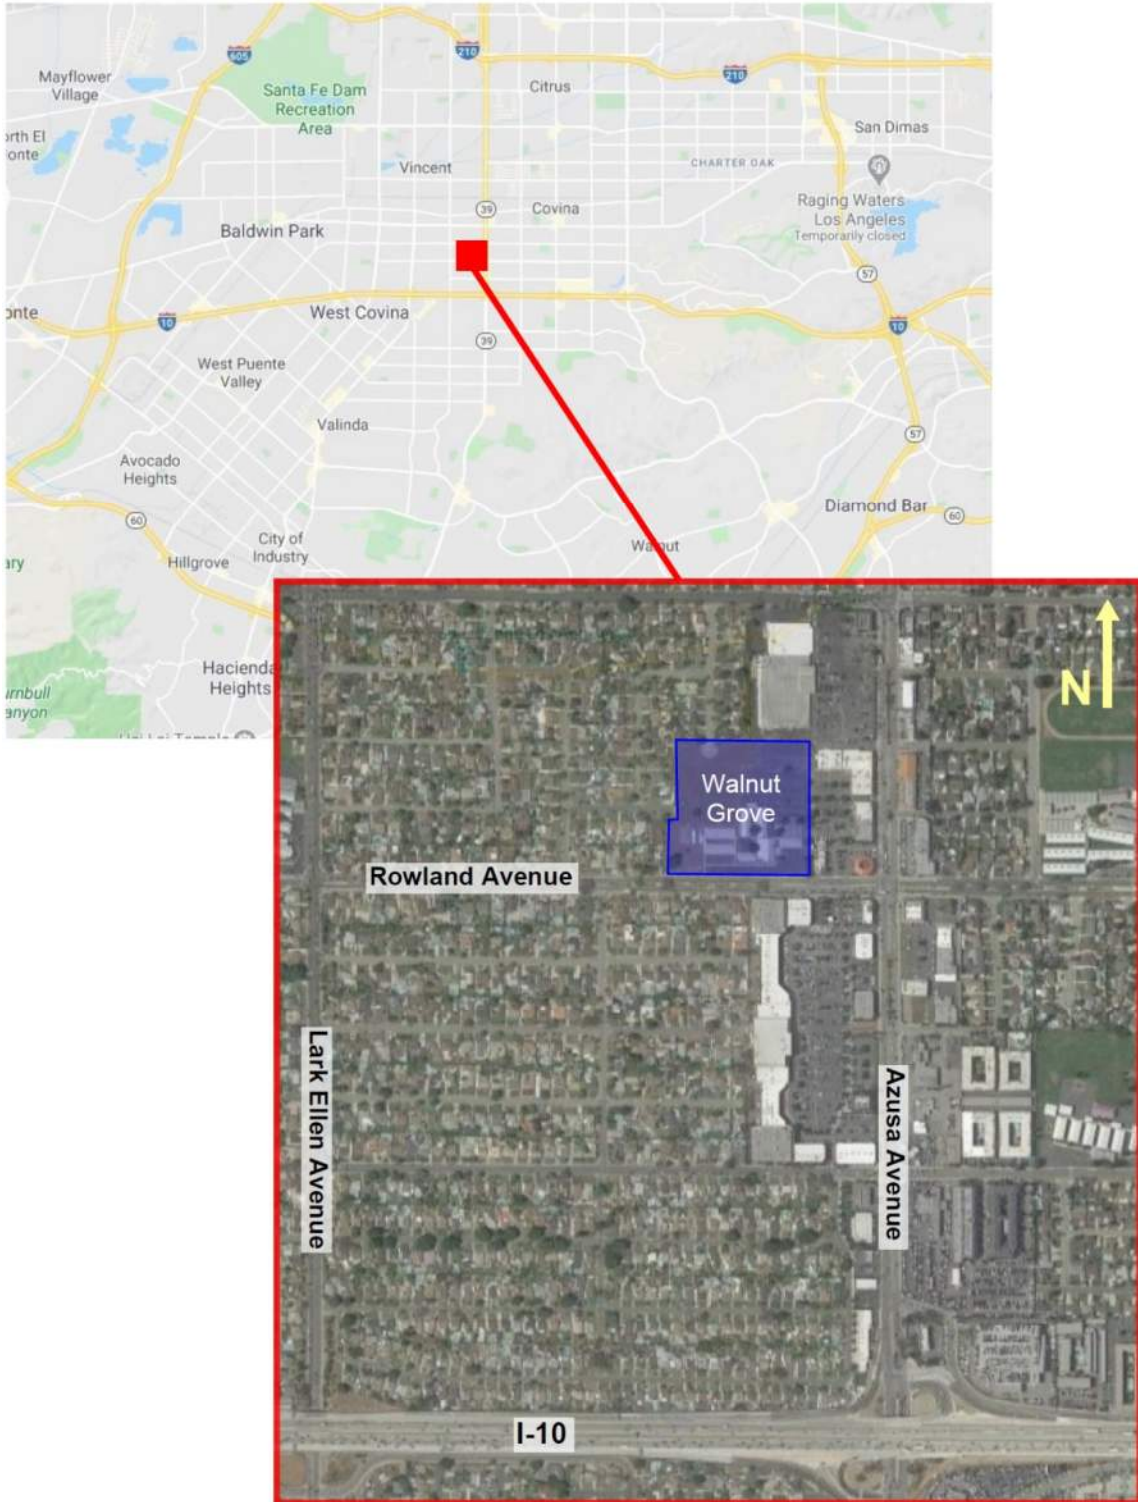 605
210
210
Mayflower
Village
Santa Fe Dam
Recreation
Area
Citrus
San Dimas
Vincent
CHARTER OAK
Raging Waters
Los Angeles
Temporarily closed
39
Covina
Baldwin Park
57
10
West Covina
10
39
West Puente
Valley
Valinda
57
Avocado
Heights
Diamond Bar
60
60
City of
Industry
Hillgrove
Walnut
Hacienda
Heights
N
Walnut
Grove
Rowland Avenue
Lark Ellen Avenue
Azusa Avenue
I-10